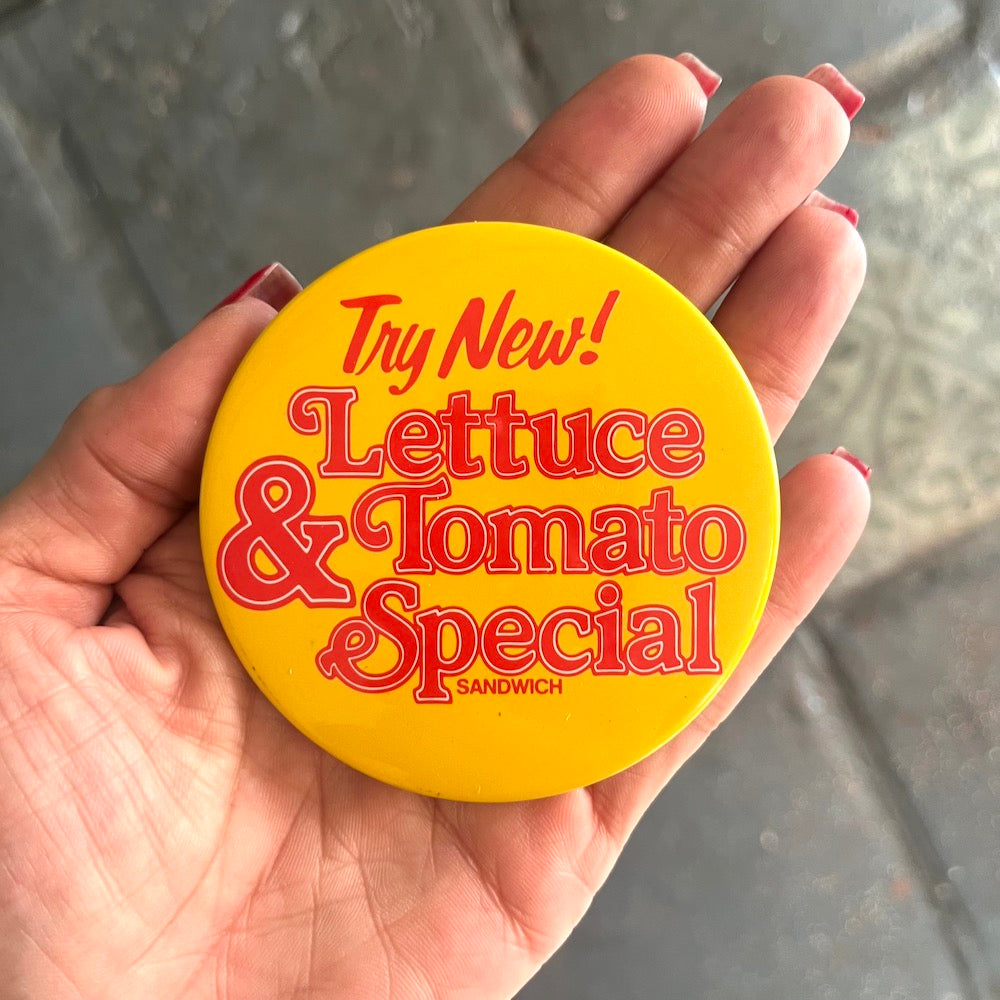 Try New!
Lettuce
& Tomato
Special
SANDWICH